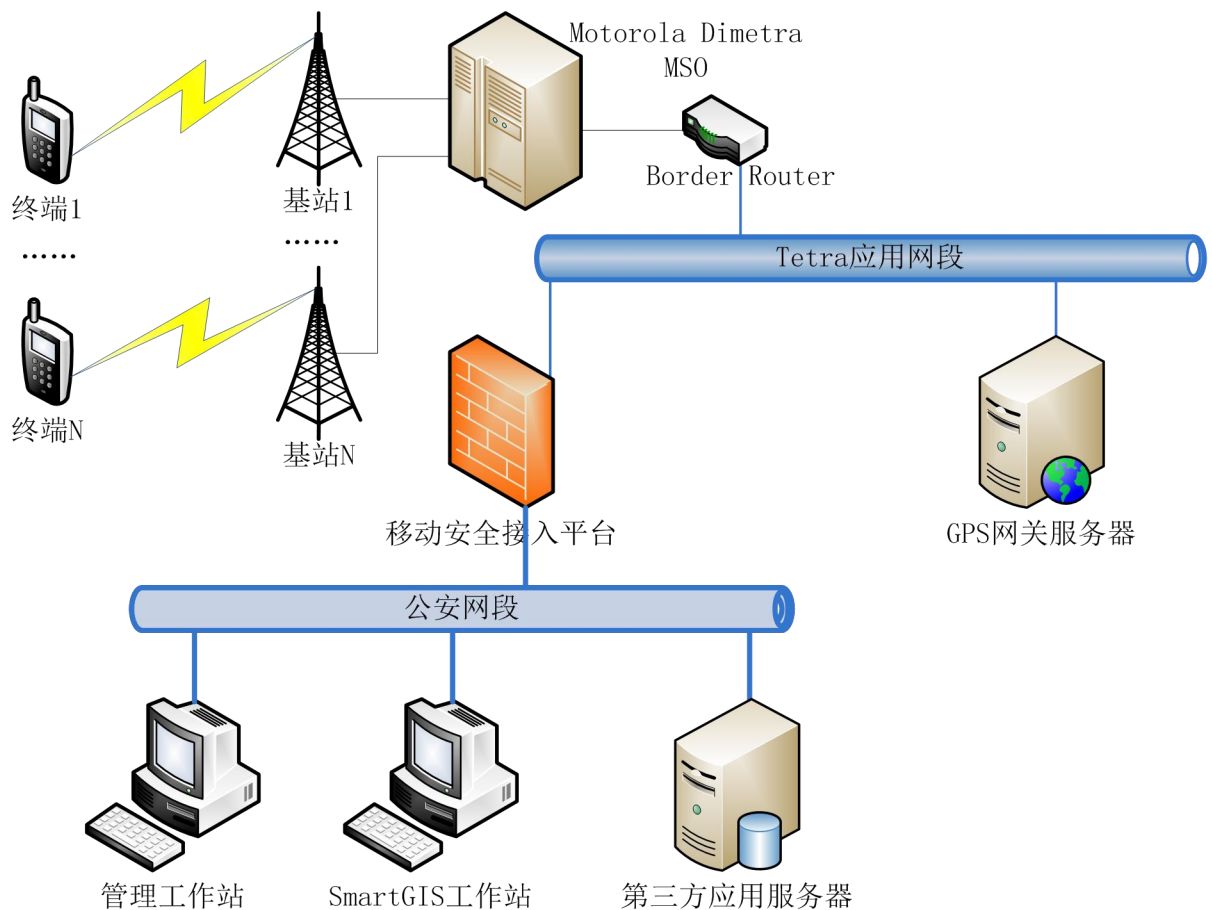 Motorola Dimetra
MSO
Border Router
终端1
基站1
……
……
Tetra应用网段
终端N
基站N
移动安全接入平台
GPS网关服务器
公安网段
管理工作站
SmartGIS工作站
第三方应用服务器